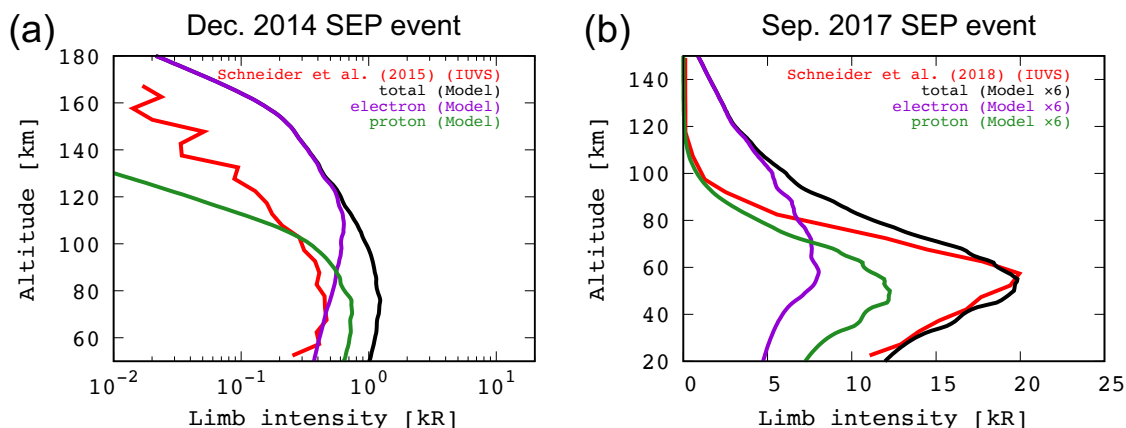 (a) Dec. 2014 SEP event
180
160
140
120
100
80
60
Altitude [km]
Schneider et al. (2015) (IUVS)
total (Model)
electron (Model)
proton (Model)
10⁻² 10⁻¹ 10⁰ 10¹
Limb intensity [kR]
(b) Sep. 2017 SEP event
140
120
100
80
60
40
20
Altitude [km]
Schneider et al. (2018) (IUVS)
total (Model ×6)
electron (Model ×6)
proton (Model ×6)
0 5 10 15 20 25
Limb intensity [kR]